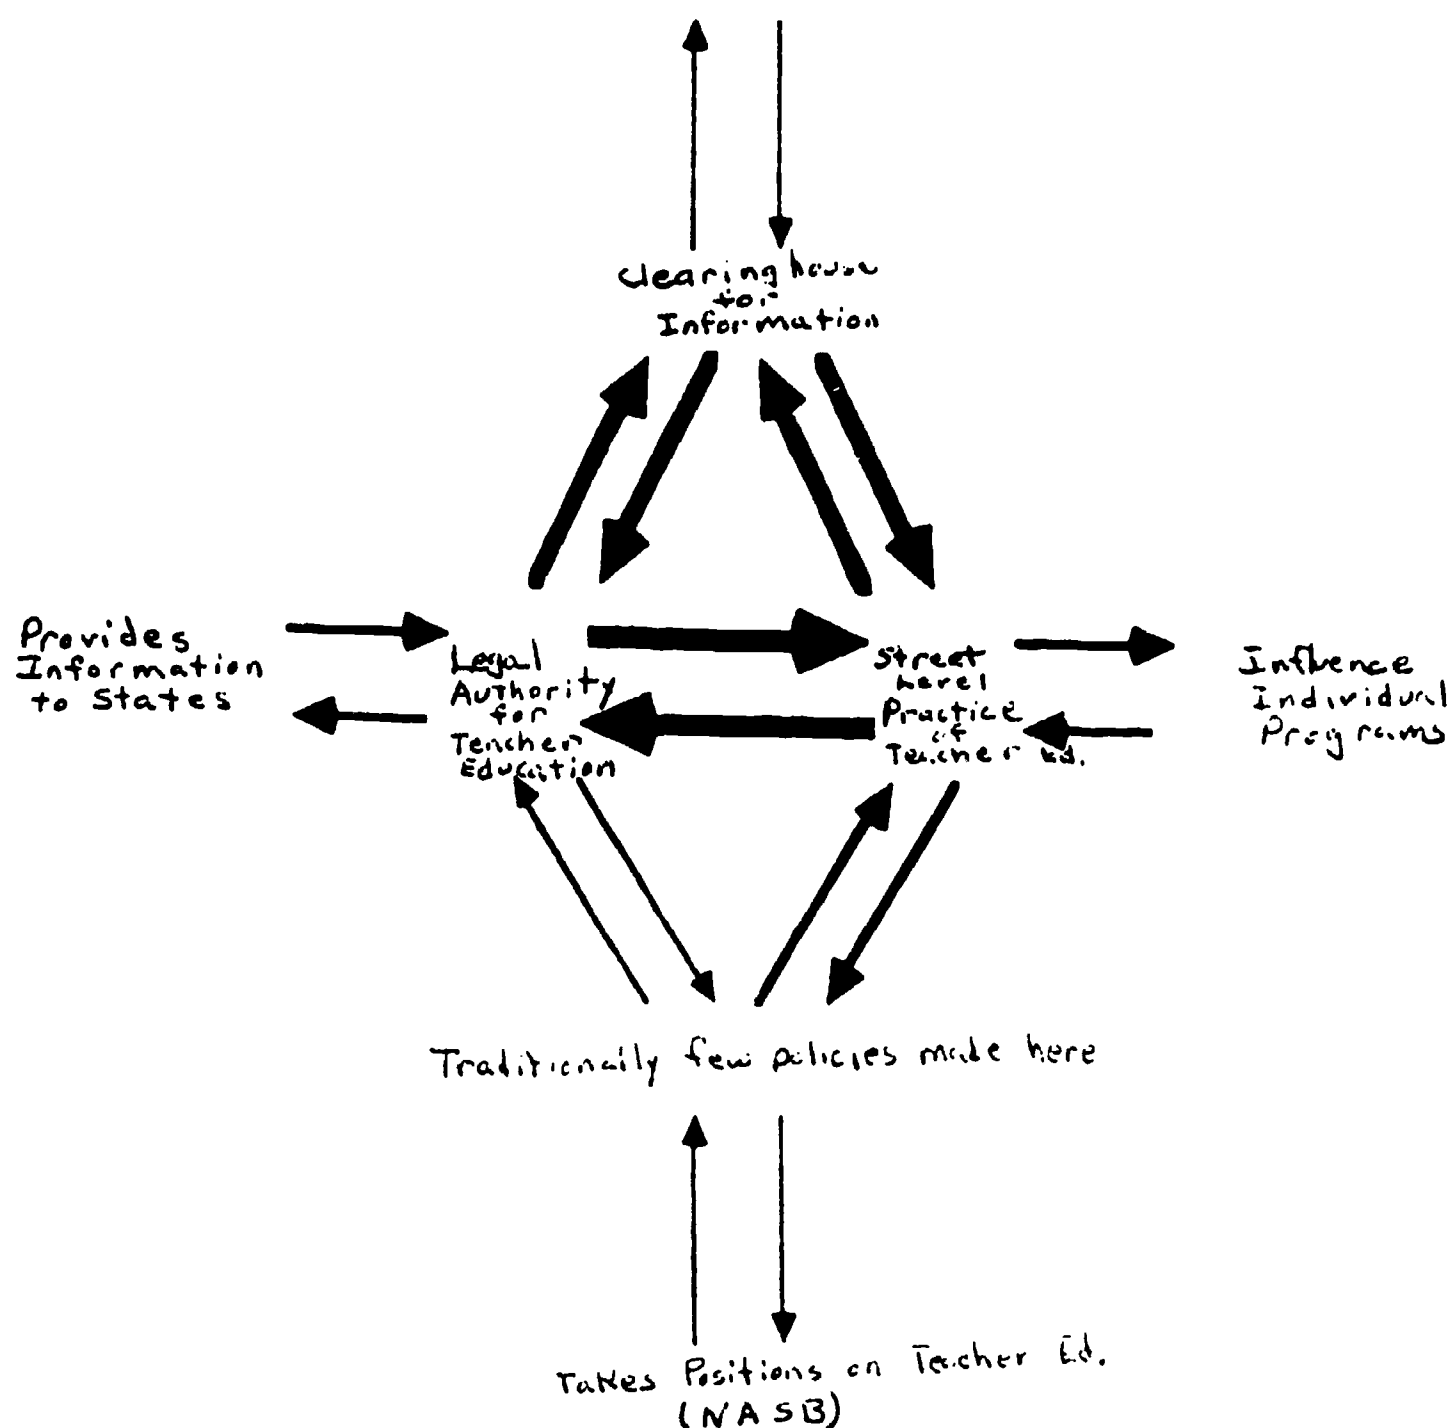 Clearing house
for
Information
Provides
Information
to States
Legal
Authority
for
Teacher
Education
Street
Level
Practice
of
Teacher Ed.
Influence
Individual
Programs
Traditionally few policies made here
Takes Positions on Teacher Ed.
(NASB)